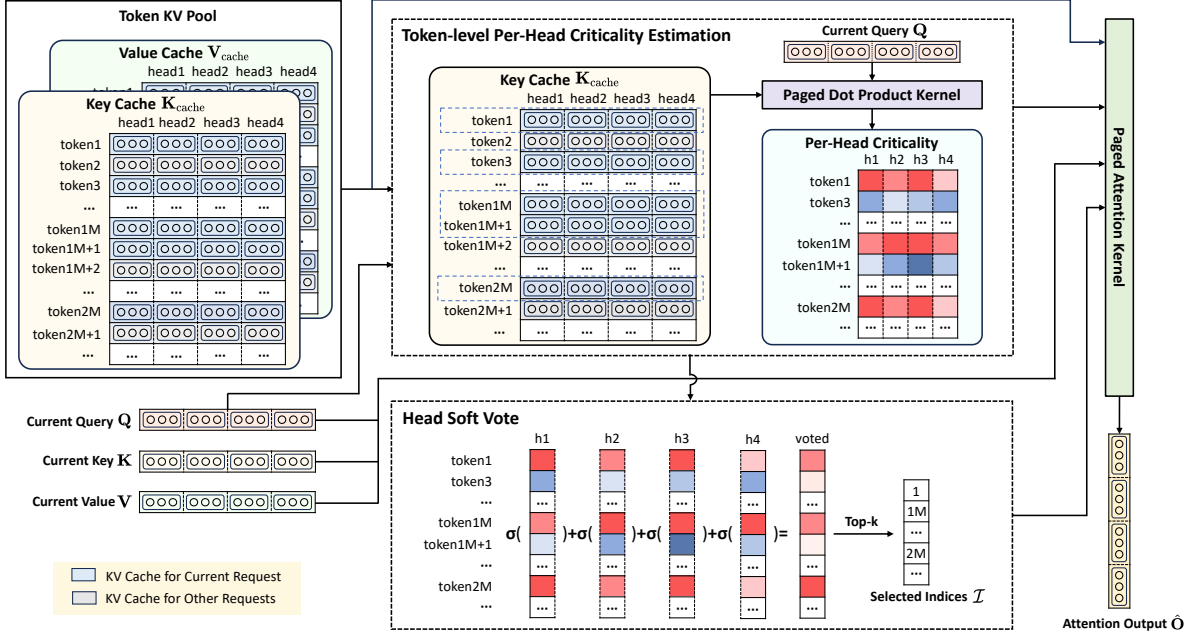 Token KV Pool
Value Cache V_cache
head1 head2 head3 head4
Key Cache K_cache
head1 head2 head3 head4
token1
token2
token3
...
token1M
token1M+1
token1M+2
...
token2M
token2M+1
...
Current Query Q
Current Key K
Current Value V
KV Cache for Current Request
KV Cache for Other Requests
Token-level Per-Head Criticality Estimation
Key Cache K_cache
head1 head2 head3 head4
token1
token2
token3
...
token1M
token1M+1
token1M+2
...
token2M
token2M+1
...
Current Query Q
Paged Dot Product Kernel
Per-Head Criticality
h1 h2 h3 h4
token1
token3
...
token1M
token1M+1
...
token2M
...
Head Soft Vote
h1 h2 h3 h4 voted
token1
token3
...
token1M
token1M+1
...
token2M
...
σ( )+σ( )+σ( )+σ( )=
Top-k
1
1M
...
2M
...
Selected Indices I
Paged Attention Kernel
Attention Output Ô